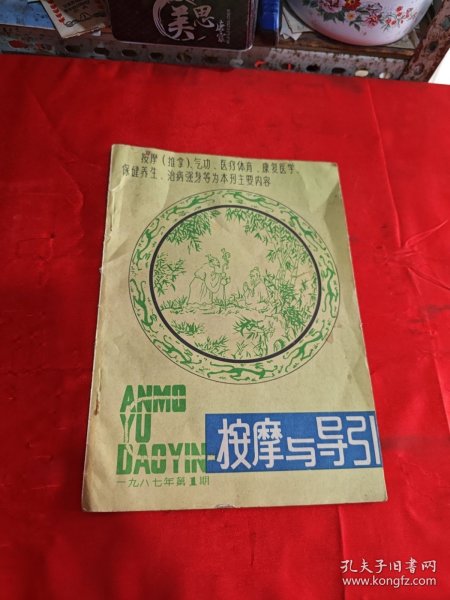 思
美
按摩(推拿)、气功、医疗体育、康复医学、
保健养生、治病强身等为本刊主要内容
ANMO
YU
DAOYIN
按摩与导引
一九八七年第1期
孔夫子旧书网
www.kongfz.com